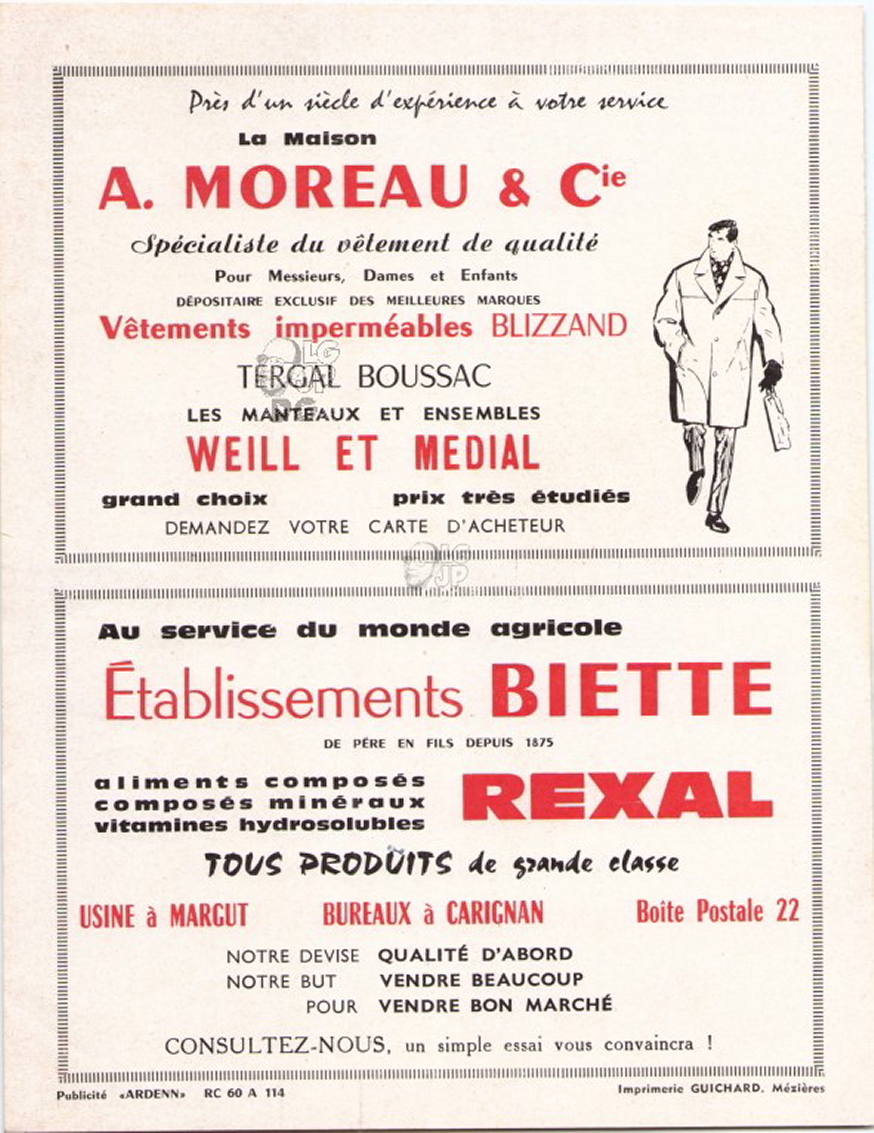 Près d'un siècle d'expérience à votre service
La Maison
A. MOREAU & Cie
Spécialiste du vêtement de qualité
Pour Messieurs, Dames et Enfants
DÉPOSITAIRE EXCLUSIF DES MEILLEURES MARQUES
Vêtements imperméables BLIZZAND
TERGAL BOUSSAC
LES MANTEAUX ET ENSEMBLES
WEILL ET MEDIAL
grand choix prix très étudiés
DEMANDEZ VOTRE CARTE D'ACHETEUR
LG
JP
Au service du monde agricole
Établissements BIETTE
DE PÉRE EN FILS DEPUIS 1875
aliments composés
composés minéraux
vitamines hydrosolubles
REXAL
TOUS PRODUITS de grande classe
USINE à MARGUT BUREAUX à CARIGNAN Boîte Postale 22
NOTRE DEVISE QUALITÉ D'ABORD
NOTRE BUT VENDRE BEAUCOUP
POUR VENDRE BON MARCHÉ
CONSULTEZ-NOUS, un simple essai vous convaincra !
Publicité «ARDENN» RC 60 A 114 Imprimerie GUICHARD, Mézières